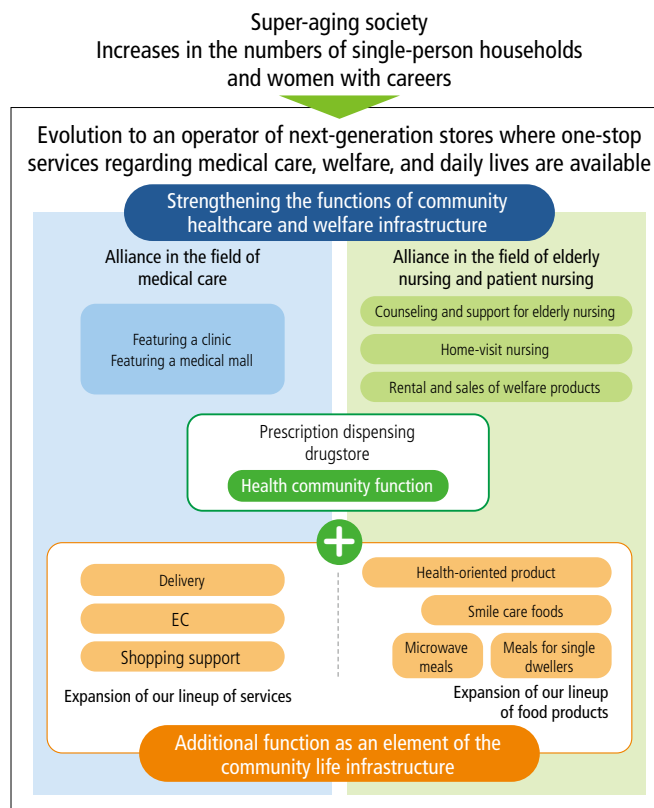 Super-aging society
Increases in the numbers of single-person households
and women with careers
Evolution to an operator of next-generation stores where one-stop
services regarding medical care, welfare, and daily lives are available
Strengthening the functions of community
healthcare and welfare infrastructure
Alliance in the field of
medical care
Featuring a clinic
Featuring a medical mall
Alliance in the field of elderly
nursing and patient nursing
Counseling and support for elderly nursing
Home-visit nursing
Rental and sales of welfare products
Prescription dispensing
drugstore
Health community function
Delivery
EC
Shopping support
Expansion of our lineup of services
Health-oriented product
Smile care foods
Microwave
meals
Meals for single
dwellers
Expansion of our lineup
of food products
Additional function as an element of the
community life infrastructure